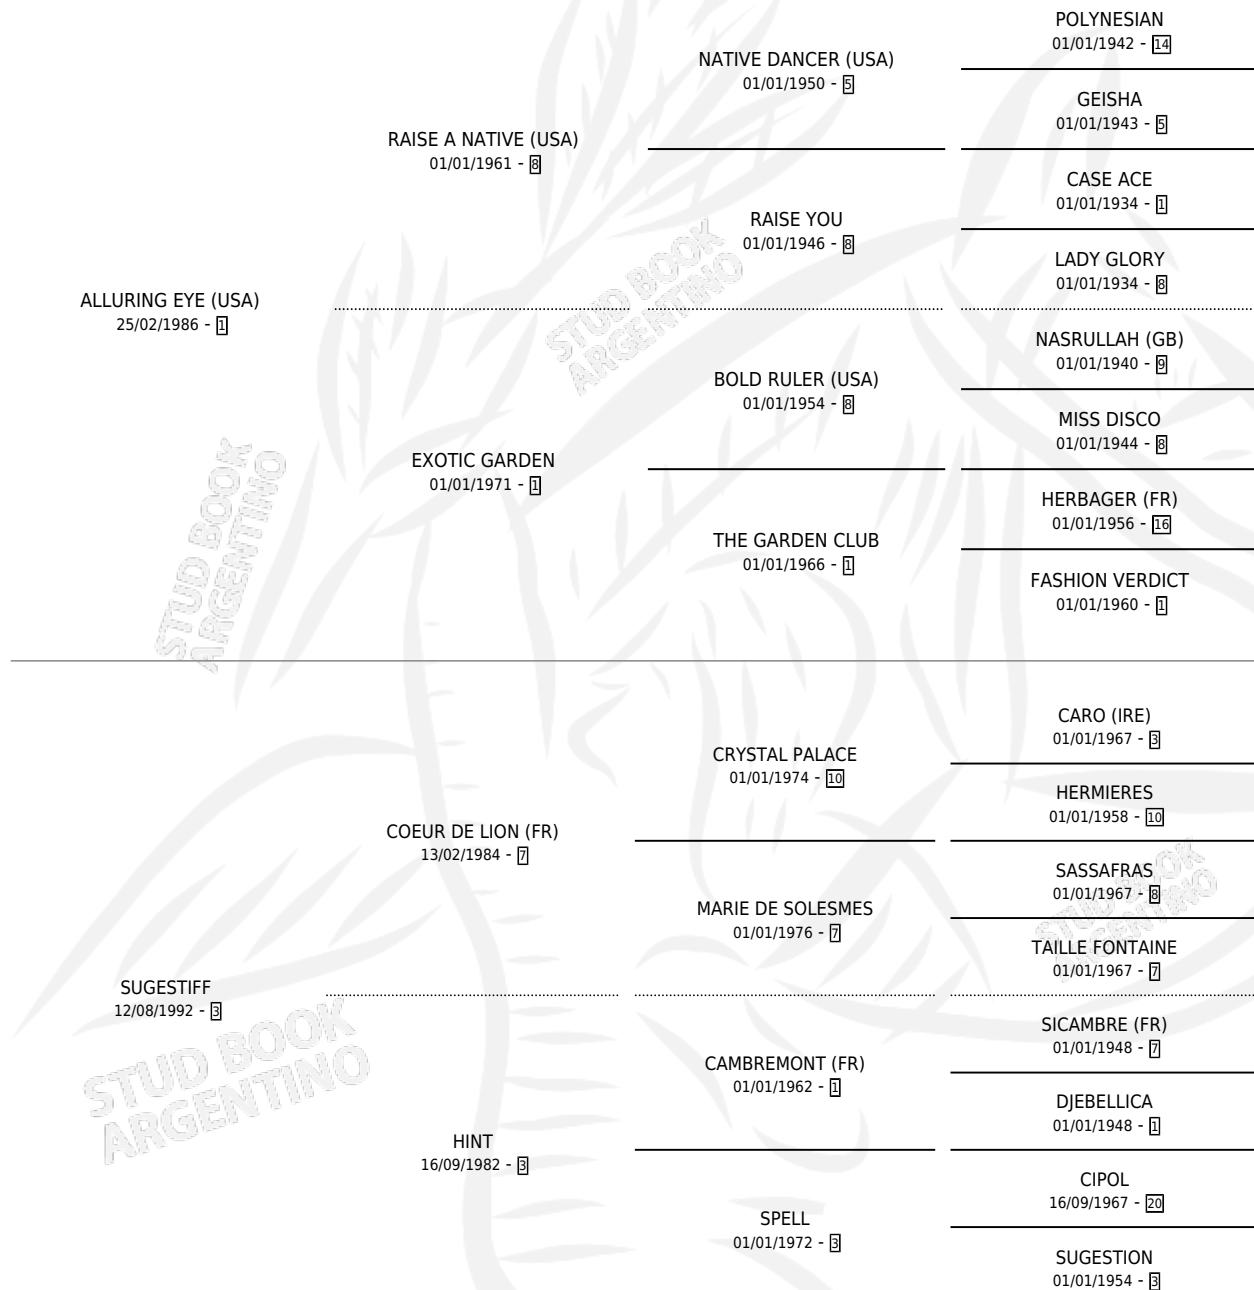 POLYNESIAN
01/01/1942 - 14
NATIVE DANCER (USA)
01/01/1950 - 5
GEISHA
01/01/1943 - 5
RAISE A NATIVE (USA)
01/01/1961 - 8
CASE ACE
01/01/1934 - 1
RAISE YOU
01/01/1946 - 8
LADY GLORY
01/01/1934 - 8
ALLURING EYE (USA)
25/02/1986 - 1
NASRULLAH (GB)
01/01/1940 - 9
BOLD RULER (USA)
01/01/1954 - 8
MISS DISCO
01/01/1944 - 8
EXOTIC GARDEN
01/01/1971 - 1
HERBAGER (FR)
01/01/1956 - 16
THE GARDEN CLUB
01/01/1966 - 1
FASHION VERDICT
01/01/1960 - 1
CARO (IRE)
01/01/1967 - 3
CRYSTAL PALACE
01/01/1974 - 10
HERMIERES
01/01/1958 - 10
COEUR DE LION (FR)
13/02/1984 - 7
SASSAFRAS
01/01/1967 - 8
MARIE DE SOLESMES
01/01/1976 - 7
TAILLE FONTAINE
01/01/1967 - 7
SUGESTIFF
12/08/1992 - 3
SICAMBRE (FR)
01/01/1948 - 7
CAMBREMONT (FR)
01/01/1962 - 1
DJEBELLICA
01/01/1948 - 1
HINT
16/09/1982 - 3
CIPOL
16/09/1967 - 20
SPELL
01/01/1972 - 3
SUGESTION
01/01/1954 - 3
STUD BOOK
ARGENTINO
STUD BOOK
ARGENTINO
STUD BOOK
ARGENTINO
STUD BOOK
ARGENTINO